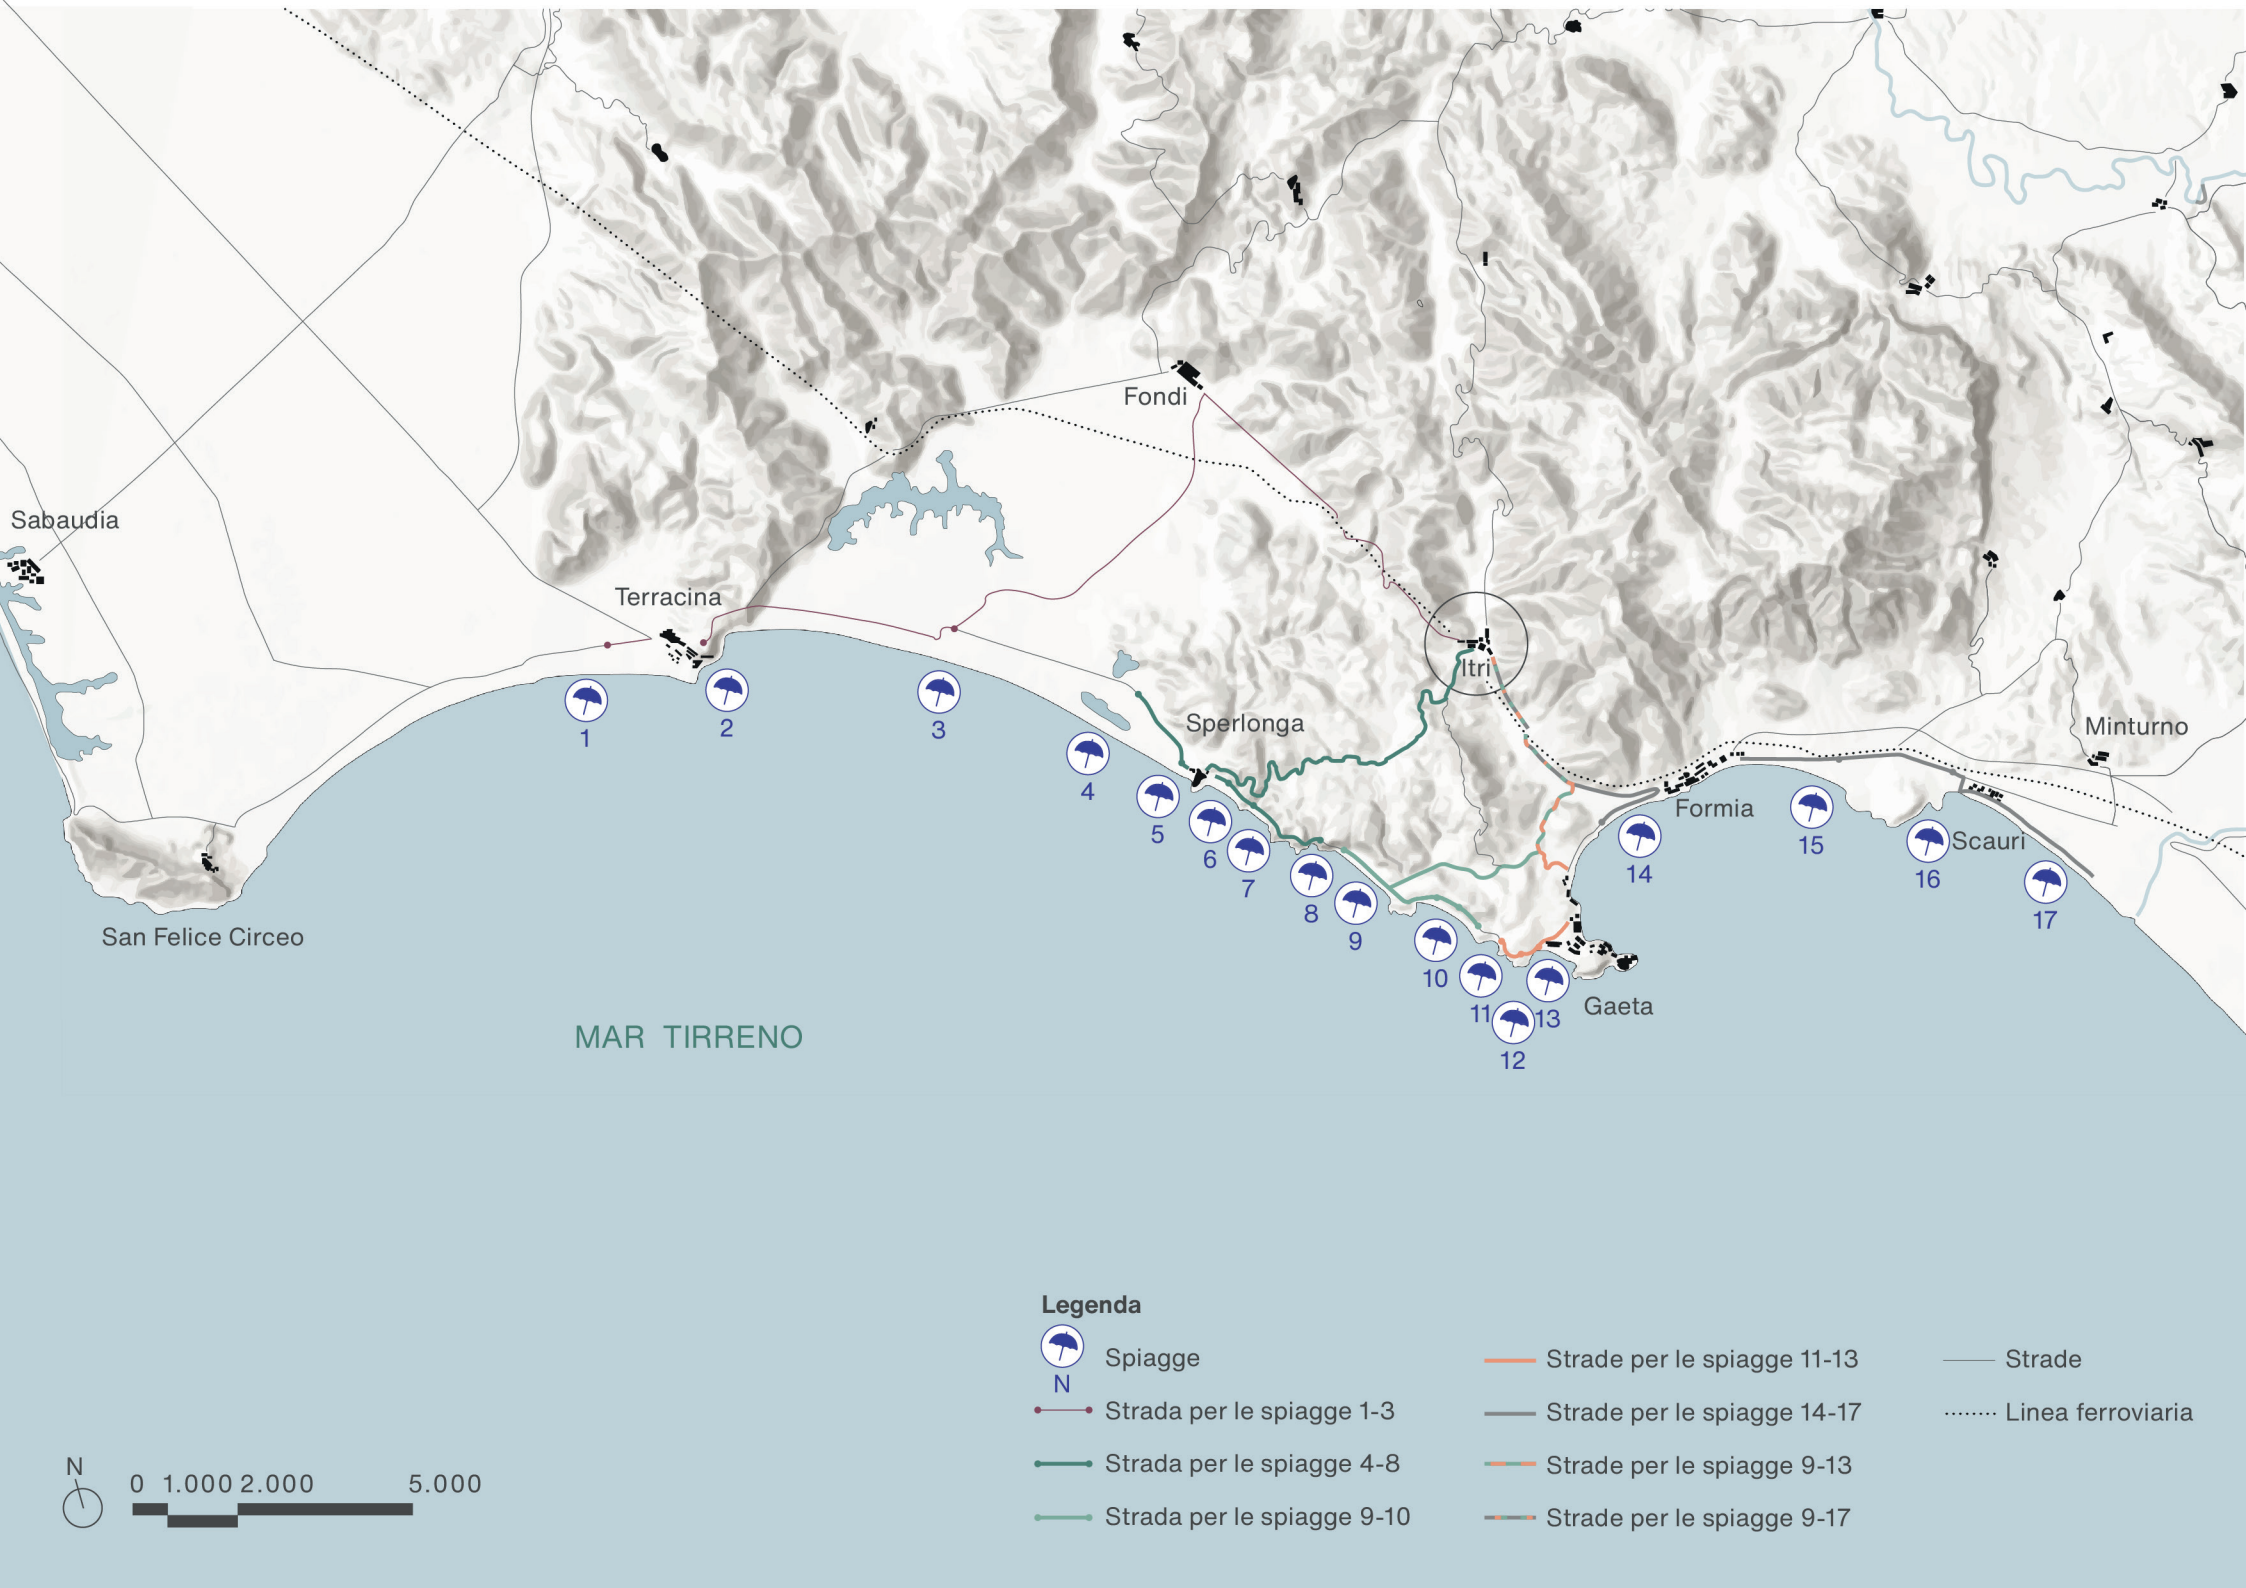 Fondi
Sabaudia
Terracina
Itri
Sperlonga
Minturno
Formia
Scauri
San Felice Circeo
Gaeta
MAR TIRRENO
1
2
3
4
5
6
7
8
9
10
11
12
13
14
15
16
17
Legenda
Spiagge
N
Strada per le spiagge 1-3
Strada per le spiagge 4-8
Strada per le spiagge 9-10
Strade per le spiagge 11-13
Strade per le spiagge 14-17
Strade per le spiagge 9-13
Strade per le spiagge 9-17
Strade
Linea ferroviaria
N
0 1.000 2.000 5.000